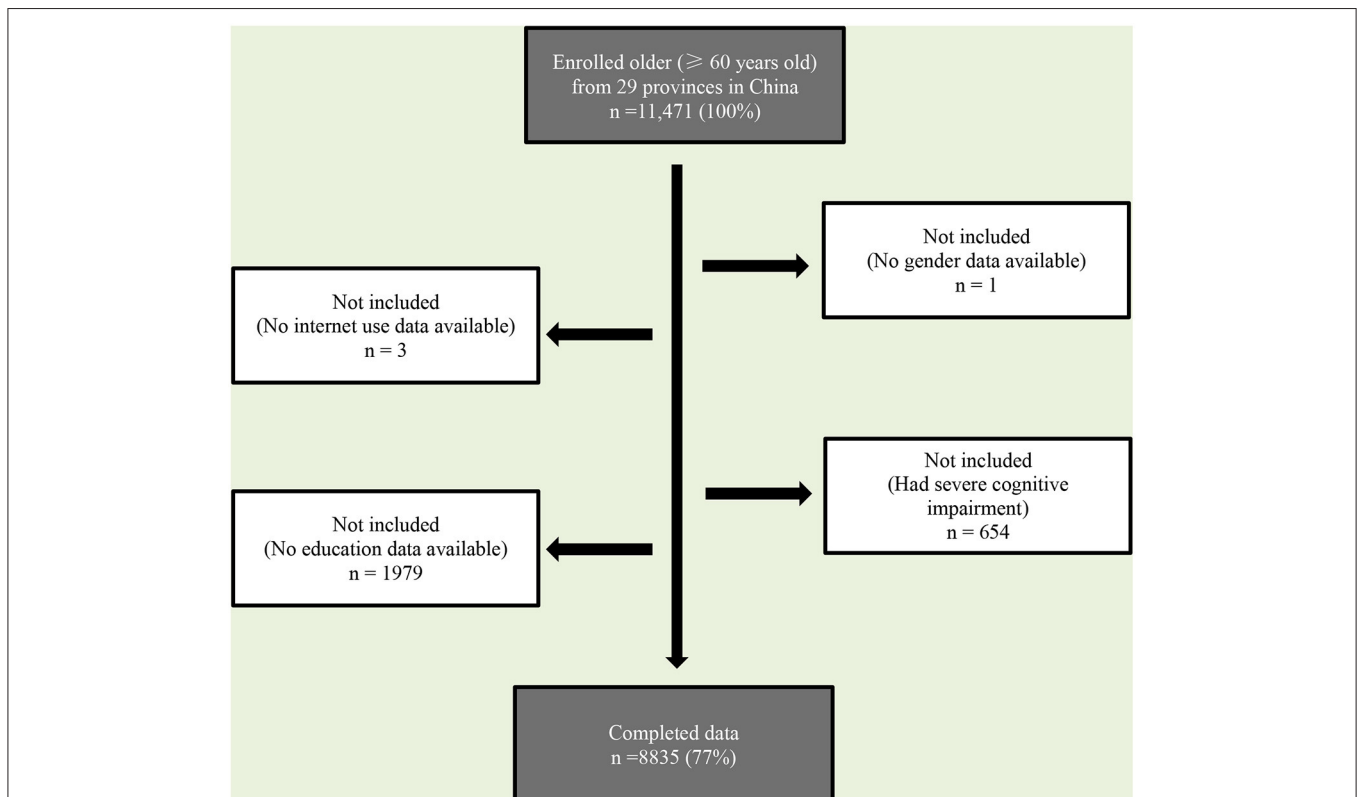 Enrolled older (⩾ 60 years old)
from 29 provinces in China
n =11,471 (100%)
Not included
(No gender data available)
n = 1
Not included
(No internet use data available)
n = 3
Not included
(Had severe cognitive
impairment)
n = 654
Not included
(No education data available)
n = 1979
Completed data
n =8835 (77%)